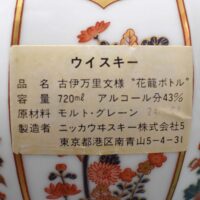 ウイスキー
品名 古伊万里文様 “花籠ボトル”
容量 720㎖ アルコール分43%
原材料 モルト・グレーン
製造者 ニッカウヰスキー株式会社5
東京都港区南青山5-4-31